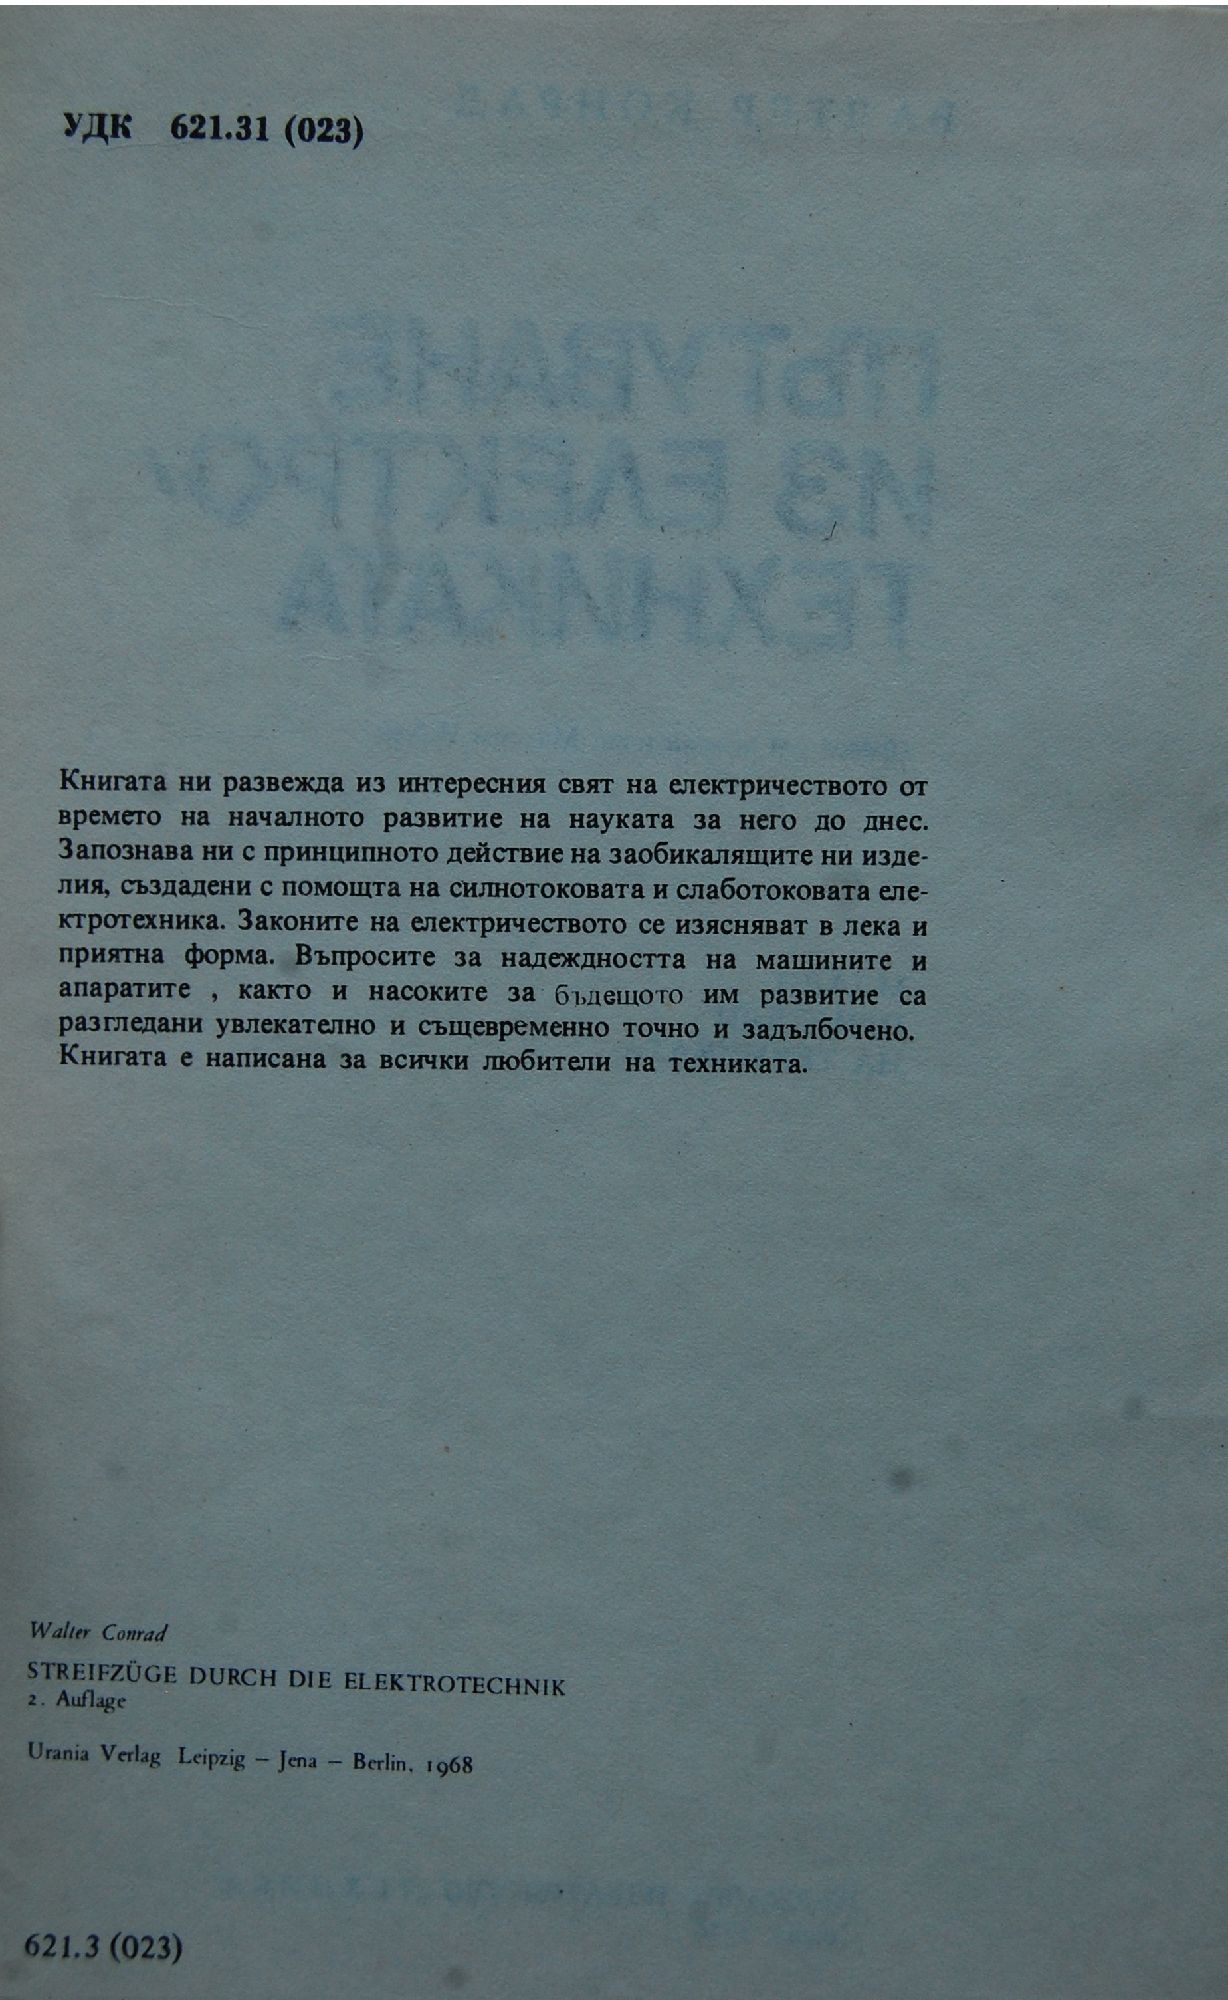 УДК 621.31 (023)
Книгата ни развежда из интересния свят на електричеството от
времето на началното развитие на науката за него до днес.
Запознава ни с принципното действие на заобикалящите ни изде-
лия, създадени с помощта на силнотоковата и слаботоковата еле-
ктротехника. Законите на електричеството се изясняват в лека и
приятна форма. Въпросите за надеждността на машините и
апаратите , както и насоките за бъдещото им развитие са
разгледани увлекателно и същевременно точно и задълбочено.
Книгата е написана за всички любители на техниката.
Walter Conrad
STREIFZÜGE DURCH DIE ELEKTROTECHNIK
2. Auflage
Urania Verlag Leipzig – Jena – Berlin, 1968
621.3 (023)